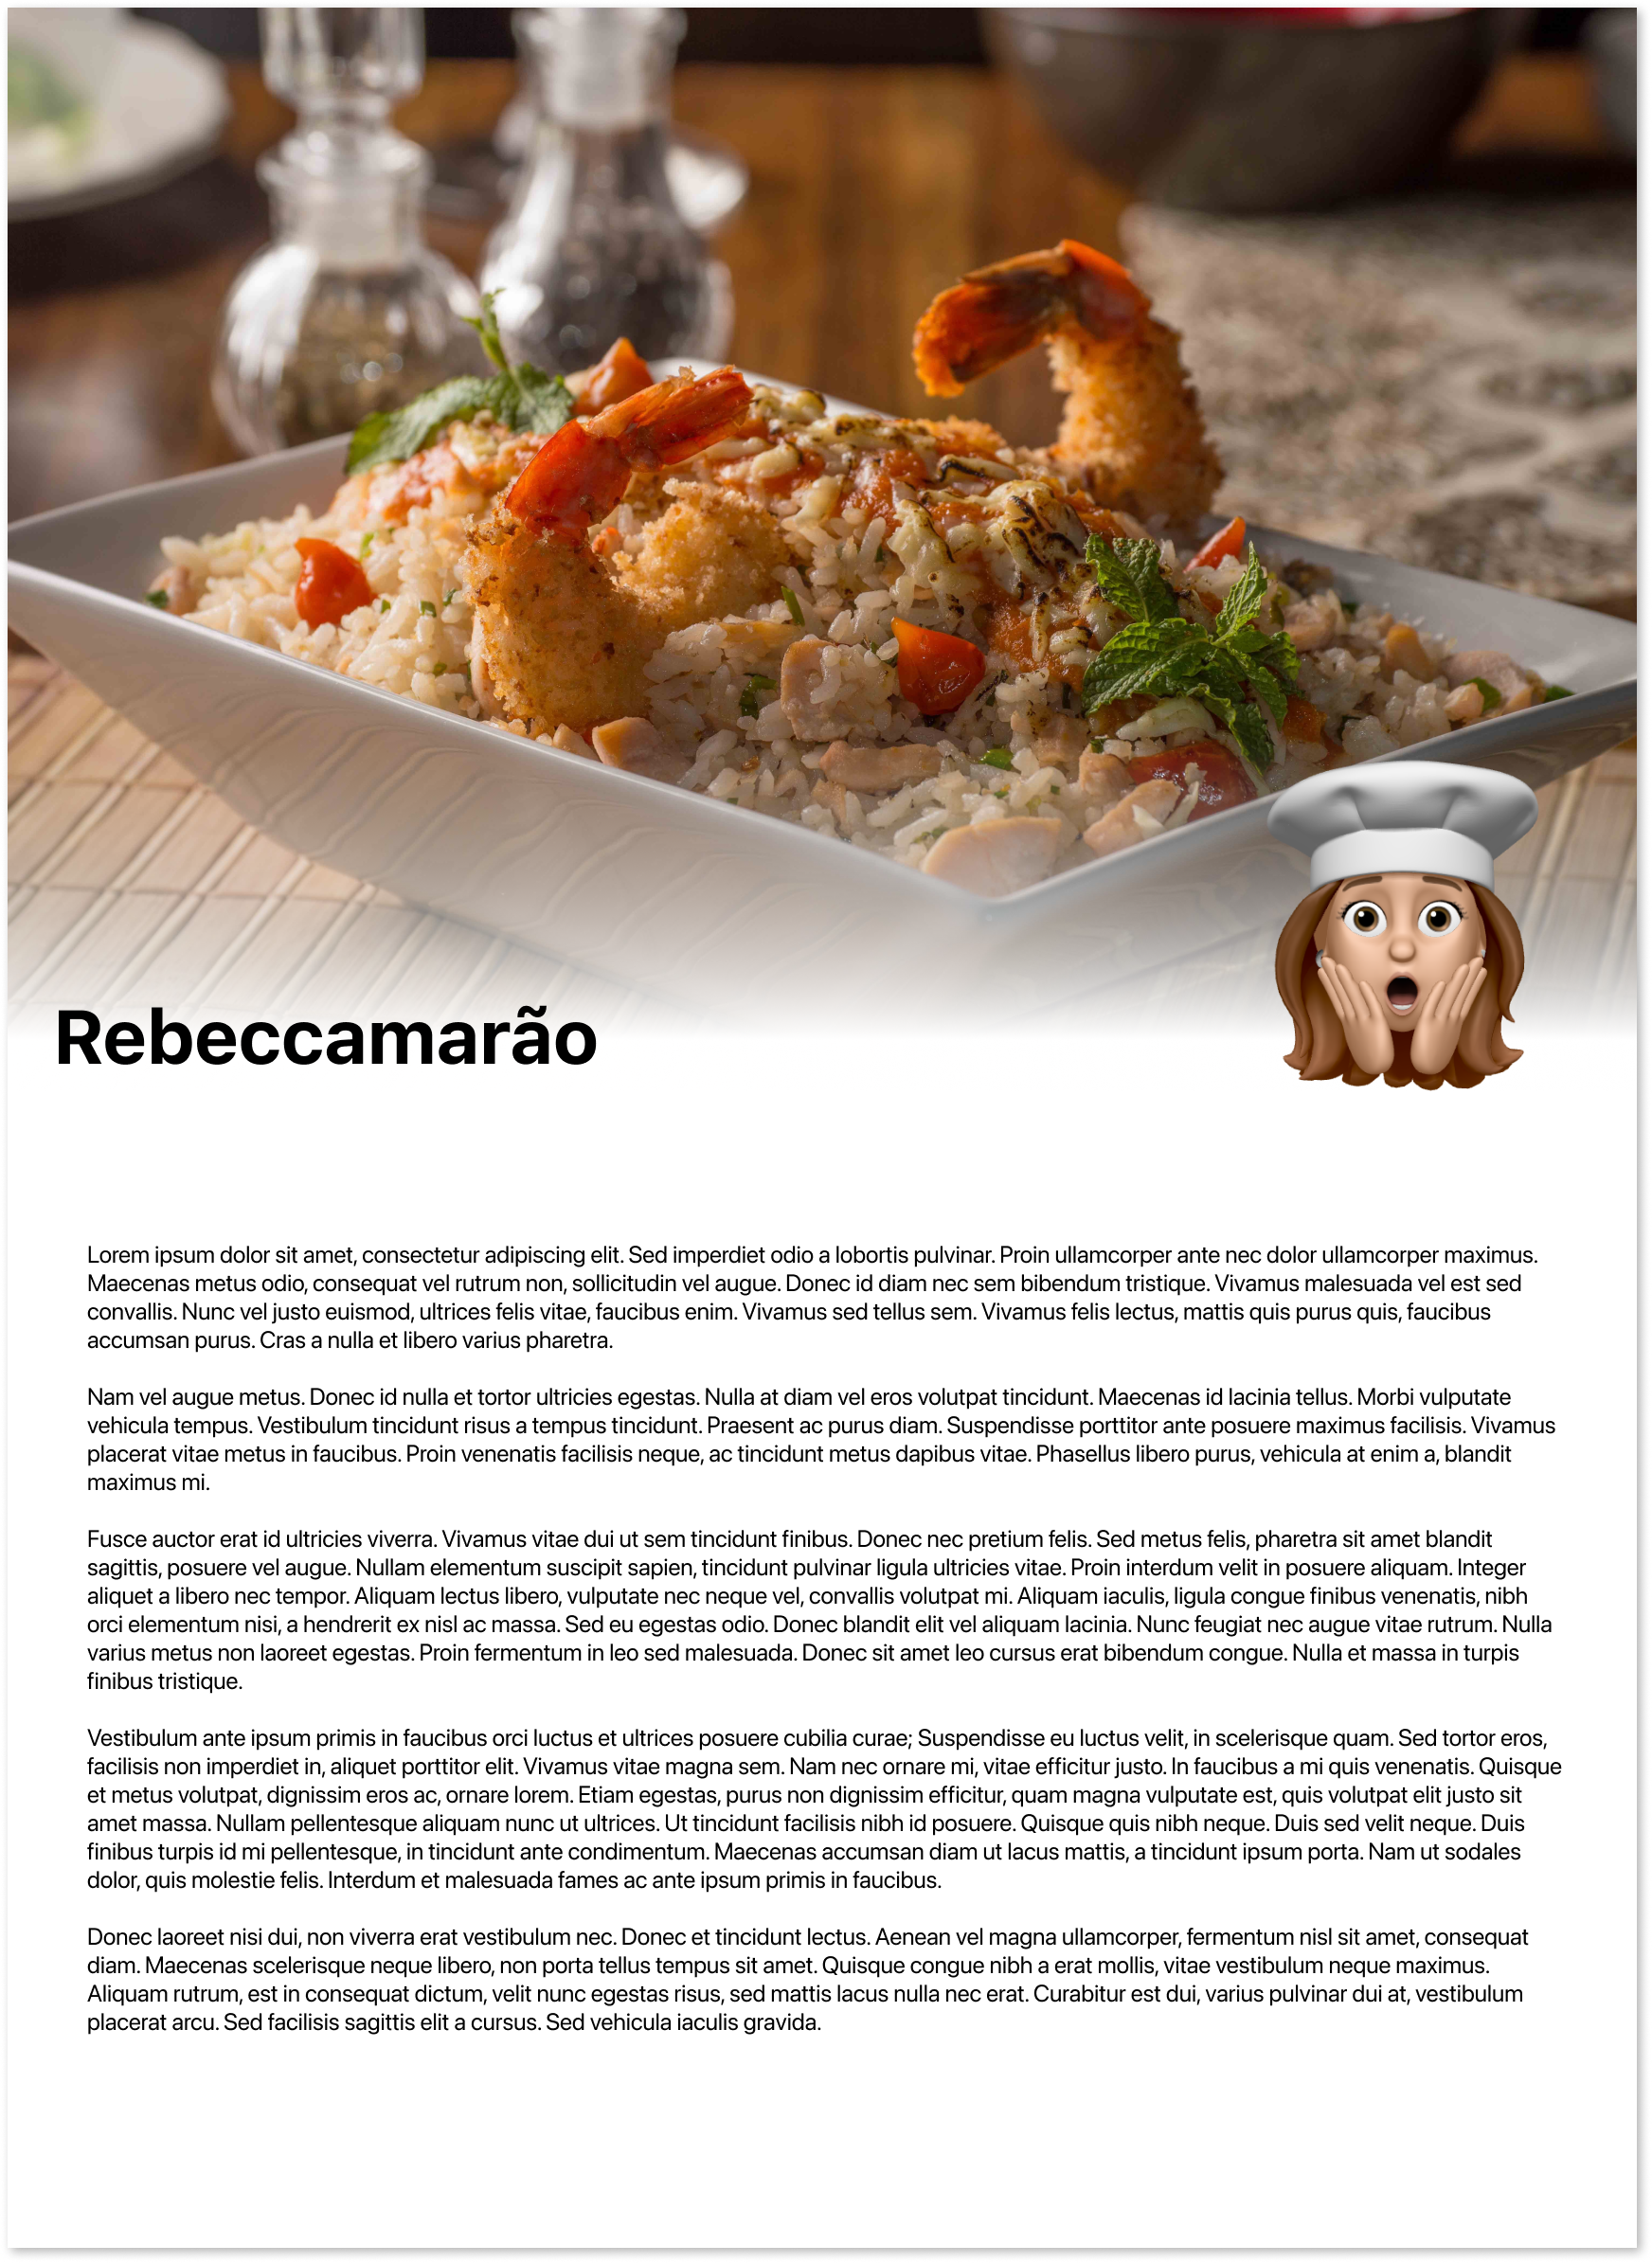 Rebeccamarão
Lorem ipsum dolor sit amet, consectetur adipiscing elit. Sed imperdiet odio a lobortis pulvinar. Proin ullamcorper ante nec dolor ullamcorper maximus.
Maecenas metus odio, consequat vel rutrum non, sollicitudin vel augue. Donec id diam nec sem bibendum tristique. Vivamus malesuada vel est sed
convallis. Nunc vel justo euismod, ultrices felis vitae, faucibus enim. Vivamus sed tellus sem. Vivamus felis lectus, mattis quis purus quis, faucibus
accumsan purus. Cras a nulla et libero varius pharetra.
Nam vel augue metus. Donec id nulla et tortor ultricies egestas. Nulla at diam vel eros volutpat tincidunt. Maecenas id lacinia tellus. Morbi vulputate
vehicula tempus. Vestibulum tincidunt risus a tempus tincidunt. Praesent ac purus diam. Suspendisse porttitor ante posuere maximus facilisis. Vivamus
placerat vitae metus in faucibus. Proin venenatis facilisis neque, ac tincidunt metus dapibus vitae. Phasellus libero purus, vehicula at enim a, blandit
maximus mi.
Fusce auctor erat id ultricies viverra. Vivamus vitae dui ut sem tincidunt finibus. Donec nec pretium felis. Sed metus felis, pharetra sit amet blandit
sagittis, posuere vel augue. Nullam elementum suscipit sapien, tincidunt pulvinar ligula ultricies vitae. Proin interdum velit in posuere aliquam. Integer
aliquet a libero nec tempor. Aliquam lectus libero, vulputate nec neque vel, convallis volutpat mi. Aliquam iaculis, ligula congue finibus venenatis, nibh
orci elementum nisi, a hendrerit ex nisl ac massa. Sed eu egestas odio. Donec blandit elit vel aliquam lacinia. Nunc feugiat nec augue vitae rutrum. Nulla
varius metus non laoreet egestas. Proin fermentum in leo sed malesuada. Donec sit amet leo cursus erat bibendum congue. Nulla et massa in turpis
finibus tristique.
Vestibulum ante ipsum primis in faucibus orci luctus et ultrices posuere cubilia curae; Suspendisse eu luctus velit, in scelerisque quam. Sed tortor eros,
facilisis non imperdiet in, aliquet porttitor elit. Vivamus vitae magna sem. Nam nec ornare mi, vitae efficitur justo. In faucibus a mi quis venenatis. Quisque
et metus volutpat, dignissim eros ac, ornare lorem. Etiam egestas, purus non dignissim efficitur, quam magna vulputate est, quis volutpat elit justo sit
amet massa. Nullam pellentesque aliquam nunc ut ultrices. Ut tincidunt facilisis nibh id posuere. Quisque quis nibh neque. Duis sed velit neque. Duis
finibus turpis id mi pellentesque, in tincidunt ante condimentum. Maecenas accumsan diam ut lacus mattis, a tincidunt ipsum porta. Nam ut sodales
dolor, quis molestie felis. Interdum et malesuada fames ac ante ipsum primis in faucibus.
Donec laoreet nisi dui, non viverra erat vestibulum nec. Donec et tincidunt lectus. Aenean vel magna ullamcorper, fermentum nisl sit amet, consequat
diam. Maecenas scelerisque neque libero, non porta tellus tempus sit amet. Quisque congue nibh a erat mollis, vitae vestibulum neque maximus.
Aliquam rutrum, est in consequat dictum, velit nunc egestas risus, sed mattis lacus nulla nec erat. Curabitur est dui, varius pulvinar dui at, vestibulum
placerat arcu. Sed facilisis sagittis elit a cursus. Sed vehicula iaculis gravida.